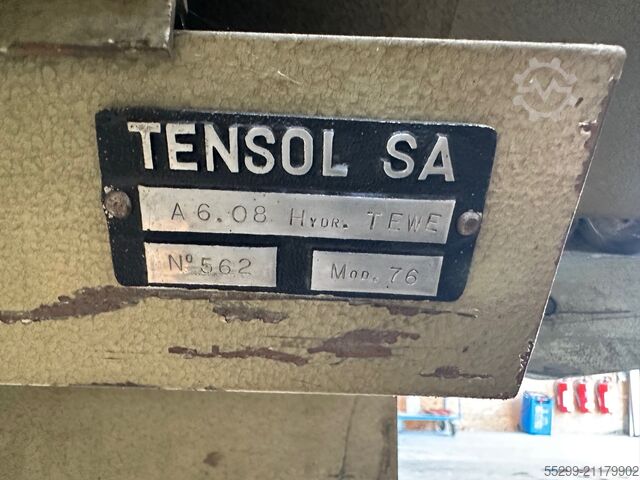 TENSOL SA
A 6.08 HYDR. TEWE
Nº 562 MOD. 76
55299-21179902